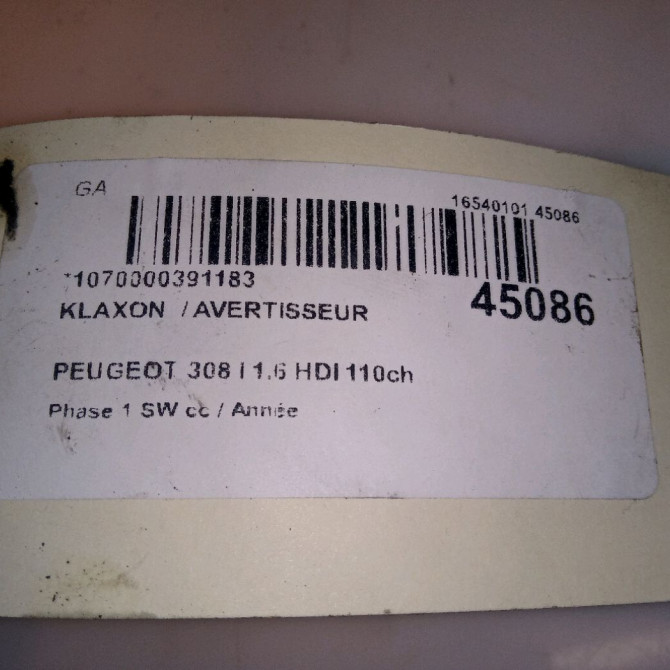 GA
16540101 45086
*1070000391183
45086
KLAXON / AVERTISSEUR
PEUGEOT 308 I 1.6 HDI 110ch
Phase 1 SW cc / Année